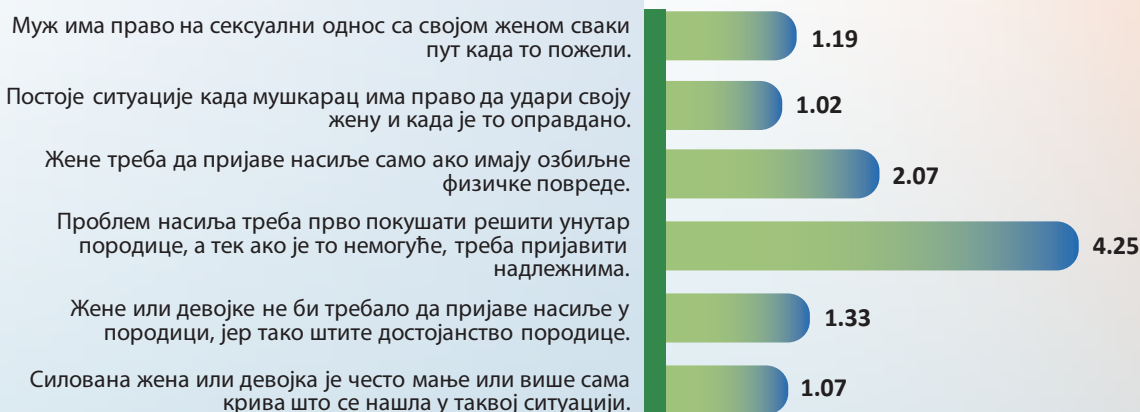 Муж има право на сексуални однос са својом женом сваки
пут када то пожели.
1.19
Постоје ситуације када мушкарац има право да удари своју
жену и када је то оправдано.
1.02
Жене треба да пријаве насиље само ако имају озбиљне
физичке повреде.
2.07
Проблем насиља треба прво покушати решити унутар
породице, а тек ако је то немогуће, треба пријавити
надлежнима.
4.25
Жене или девојке не би требало да пријаве насиље у
породици, јер тако штите достојанство породице.
1.33
Силована жена или девојка је често мање или више сама
крива што се нашла у таквој ситуацији.
1.07